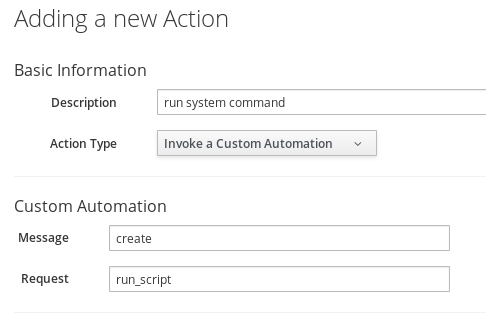 Adding a new Action
Basic Information
Description run system command
Action Type Invoke a Custom Automation
Custom Automation
Message create
Request run_script